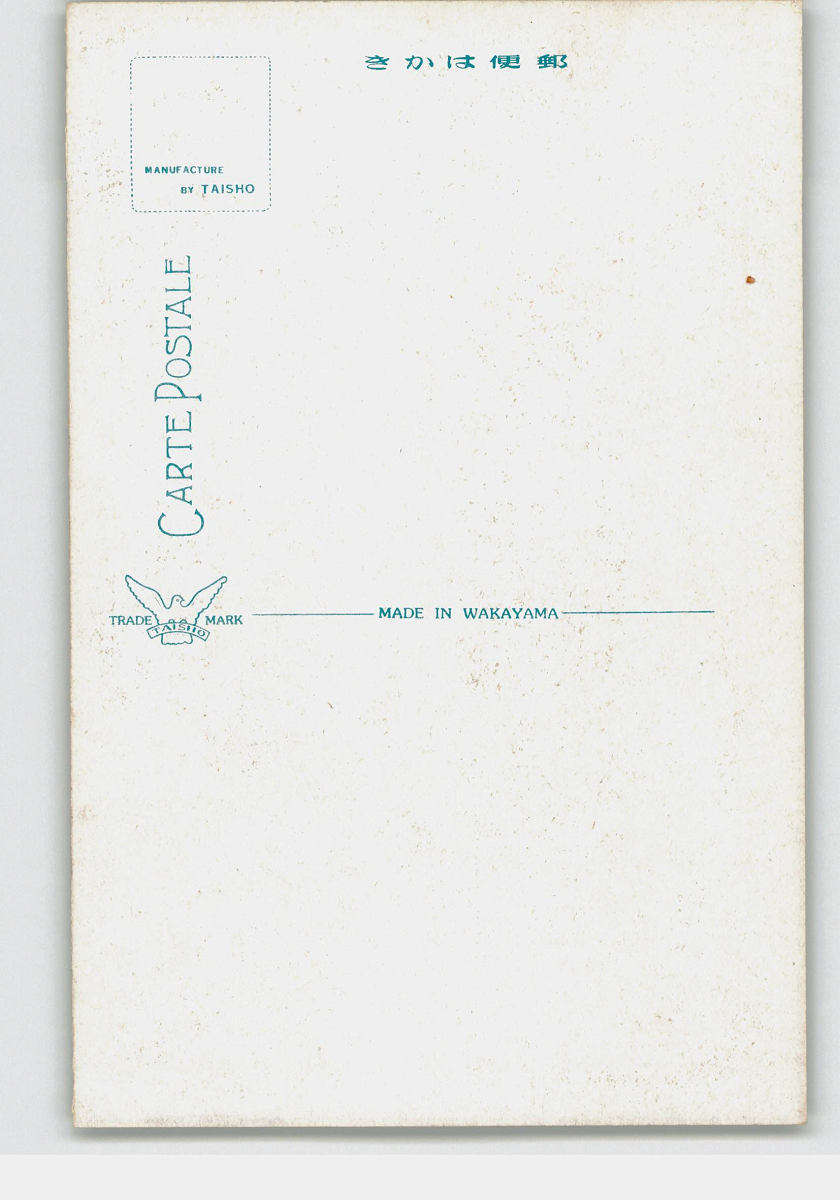 郵便はかき
MANUFACTURE
BY TAISHO
CARTE POSTALE
TRADE MARK
TAISHO
MADE IN WAKAYAMA